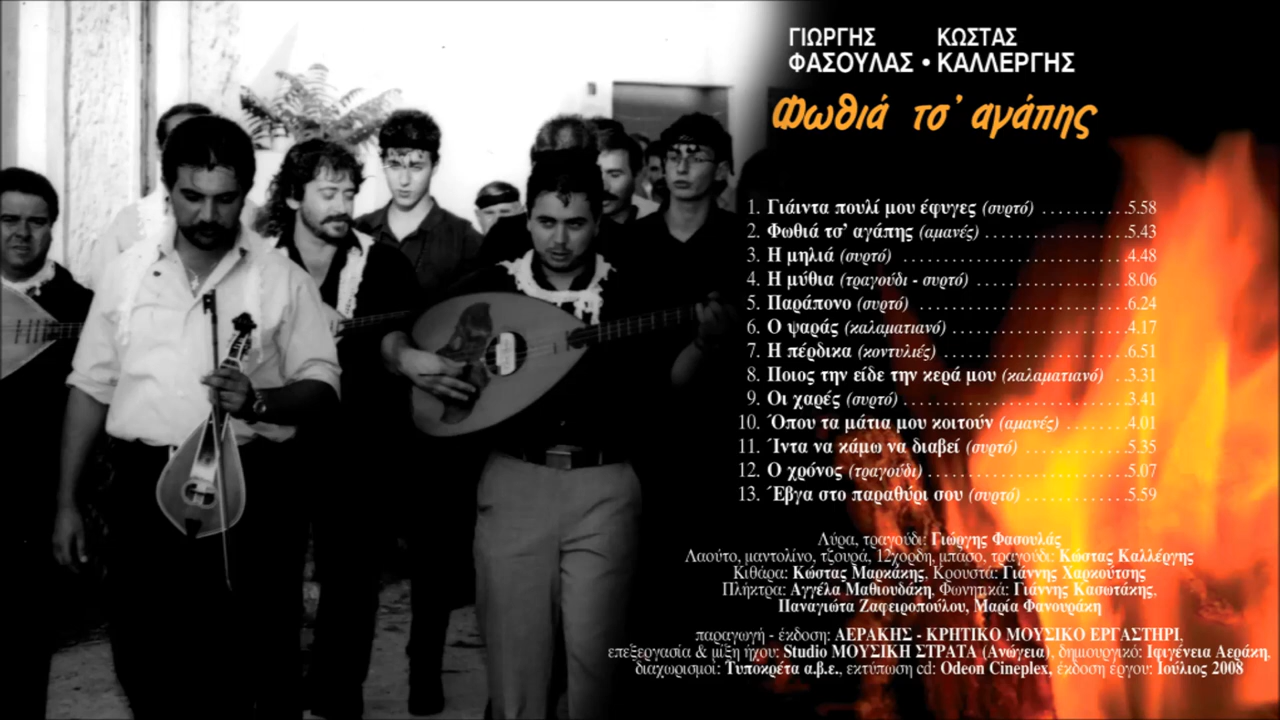 ΓΙΩΡΓΗΣ ΚΩΣΤΑΣ
ΦΑΣΟΥΛΑΣ • ΚΑΛΛΕΡΓΗΣ
Φωθιά τσ' αγάπης
1. Γιάιντα πουλί μου έφυγες (συρτό) ...........5.58
2. Φωθιά τσ' αγάπης (αμανές) ..................5.43
3. Η μηλιά (συρτό) ............................4.48
4. Η μύθια (τραγούδι - συρτό) ....................8.06
5. Παράπονο (συρτό) ..........................6.24
6. Ο ψαράς (καλαματιανό) ......................4.17
7. Η πέρδικα (κοντυλιές) .......................6.51
8. Ποιος την είδε την κερά μου (καλαματιανό) ..3.31
9. Οι χαρές (συρτό) ............................3.41
10. Όπου τα μάτια μου κοιτούν (αμανές) ........4.01
11. Ίντα να κάμω να διαβεί (συρτό) ..............5.35
12. Ο χρόνος (τραγούδι) .........................5.07
13. Έβγα στο παραθύρι σου (συρτό) .............5.59
Λύρα, τραγούδι: Γιώργης Φασουλάς
Λαούτο, μαντολίνο, τζουρά, 12χορδη, μπάσο, τραγούδι: Κώστας Καλλέργης
Κιθάρα: Κώστας Μαρκάκης, Κρουστά: Γιάννης Χαρκούτσης
Πλήκτρα: Αγγέλα Μαθιουδάκη, Φωνητικά: Γιάννης Κασωτάκης,
Παναγιώτα Ζαφειροπούλου, Μαρία Φανουράκη
παραγωγή - έκδοση: ΑΕΡΑΚΗΣ - ΚΡΗΤΙΚΟ ΜΟΥΣΙΚΟ ΕΡΓΑΣΤΗΡΙ,
επεξεργασία & μίξη ήχου: Studio ΜΟΥΣΙΚΗ ΣΤΡΑΤΑ (Ανώγεια), δημιουργικό: Ιφιγένεια Αεράκη,
διαχωρισμοί: Τυποκρέτα α.β.ε., εκτύπωση cd: Odeon Cineplex, έκδοση έργου: Ιούλιος 2008